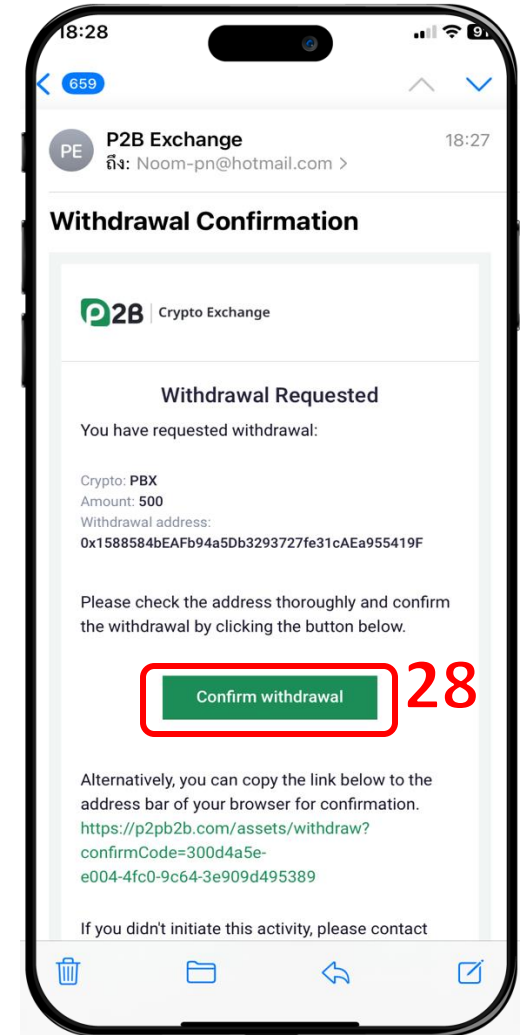 18:28
659
PE
P2B Exchange
18:27
ถึง: Noom-pn@hotmail.com >
Withdrawal Confirmation
P2B | Crypto Exchange
Withdrawal Requested
You have requested withdrawal:
Crypto: PBX
Amount: 500
Withdrawal address:
0x1588584bEAFb94a5Db3293727fe31cAEa955419F
Please check the address thoroughly and confirm
the withdrawal by clicking the button below.
Confirm withdrawal
28
Alternatively, you can copy the link below to the
address bar of your browser for confirmation.
https://p2pb2b.com/assets/withdraw?
confirmCode=300d4a5e-
e004-4fc0-9c64-3e909d495389
If you didn't initiate this activity, please contact